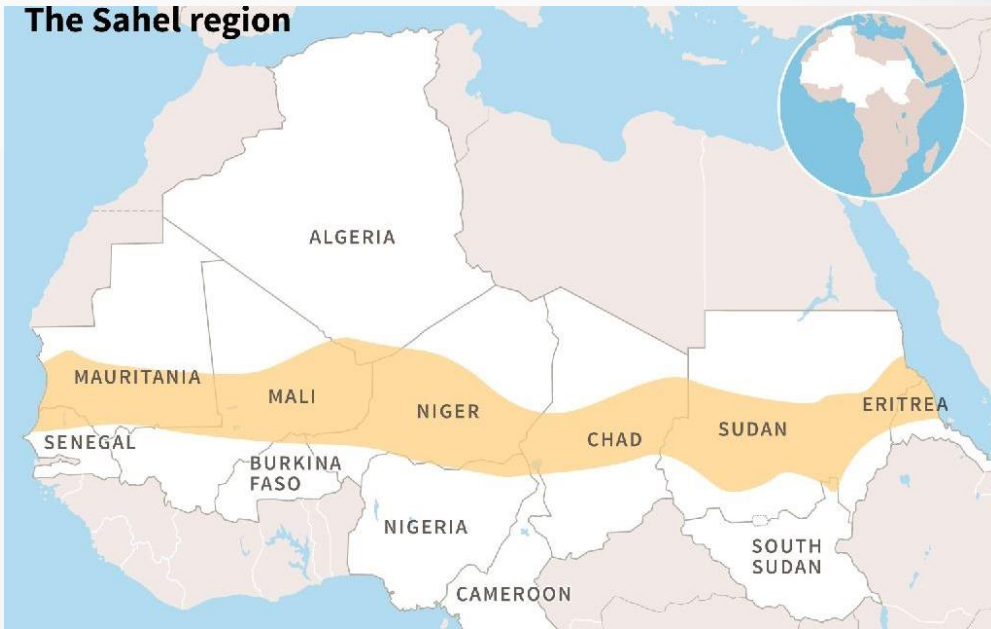 The Sahel region
ALGERIA
MAURITANIA
MALI
NIGER
CHAD
SUDAN
ERITREA
SENEGAL
BURKINA
FASO
NIGERIA
SOUTH
SUDAN
CAMEROON